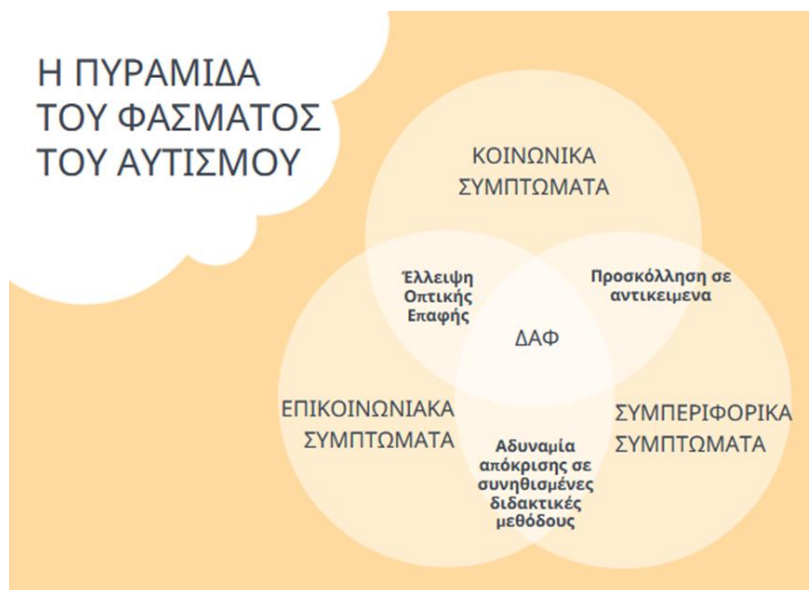 Η ΠΥΡΑΜΙΔΑ
ΤΟΥ ΦΑΣΜΑΤΟΣ
ΤΟΥ ΑΥΤΙΣΜΟΥ
ΚΟΙΝΩΝΙΚΑ
ΣΥΜΠΤΩΜΑΤΑ
Έλλειψη
Οπτικής
Επαφής
Προσκόλληση σε
αντικειμενα
ΔΑΦ
ΕΠΙΚΟΙΝΩΝΙΑΚΑ
ΣΥΜΠΤΩΜΑΤΑ
ΣΥΜΠΕΡΙΦΟΡΙΚΑ
ΣΥΜΠΤΩΜΑΤΑ
Αδυναμία
απόκρισης σε
συνηθισμένες
διδακτικές
μεθόδους